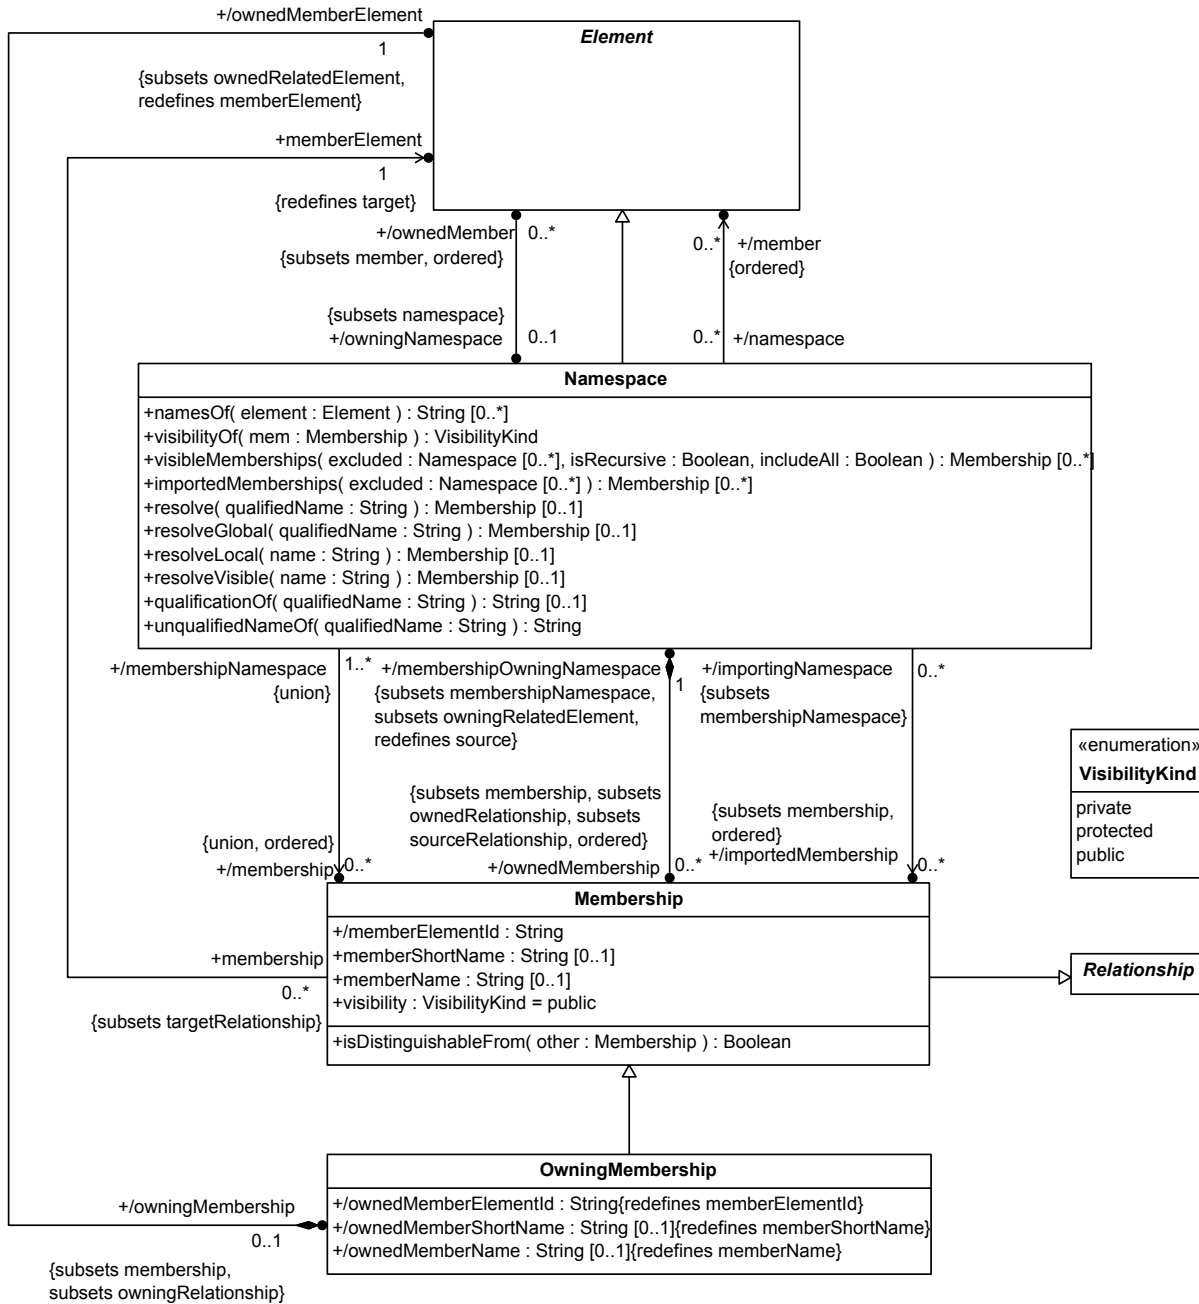 +/ownedMemberElement
1
{subsets ownedRelatedElement,
redefines memberElement}
Element
+memberElement
1
{redefines target}
+/ownedMember
0..*
{subsets member, ordered}
0..*
+/member
{ordered}
{subsets namespace}
+/owningNamespace
0..1
0..*
+/namespace
Namespace
+namesOf( element : Element ) : String [0..*]
+visibilityOf( mem : Membership ) : VisibilityKind
+visibleMemberships( excluded : Namespace [0..*], isRecursive : Boolean, includeAll : Boolean ) : Membership [0..*]
+importedMemberships( excluded : Namespace [0..*] ) : Membership [0..*]
+resolve( qualifiedName : String ) : Membership [0..1]
+resolveGlobal( qualifiedName : String ) : Membership [0..1]
+resolveLocal( name : String ) : Membership [0..1]
+resolveVisible( name : String ) : Membership [0..1]
+qualificationOf( qualifiedName : String ) : String [0..1]
+unqualifiedNameOf( qualifiedName : String ) : String
+/membershipNamespace
1..*
{union}
+/membershipOwningNamespace
1
{subsets membershipNamespace,
subsets owningRelatedElement,
redefines source}
+/importingNamespace
0..*
{subsets
membershipNamespace}
«enumeration»
VisibilityKind
private
protected
public
{union, ordered}
+/membership
0..*
{subsets membership, subsets
ownedRelationship, subsets
sourceRelationship, ordered}
+/ownedMembership
0..*
{subsets membership,
ordered}
+/importedMembership
0..*
Membership
+/memberElementId : String
+memberShortName : String [0..1]
+memberName : String [0..1]
+visibility : VisibilityKind = public
+isDistinguishableFrom( other : Membership ) : Boolean
+membership
0..*
{subsets targetRelationship}
Relationship
OwningMembership
+/ownedMemberElementId : String{redefines memberElementId}
+/ownedMemberShortName : String [0..1]{redefines memberShortName}
+/ownedMemberName : String [0..1]{redefines memberName}
+/owningMembership
0..1
{subsets membership,
subsets owningRelationship}